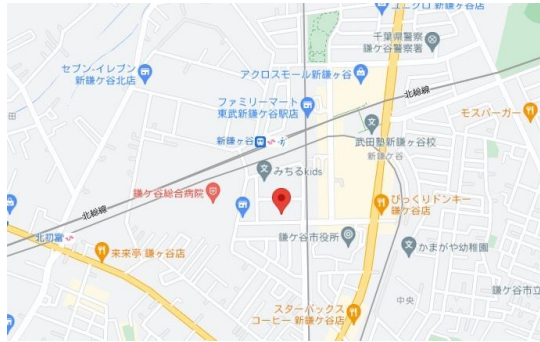 ユニクロ 新鎌ケ谷店
千葉県警察
鎌ケ谷警察署
セブン-イレブン
新鎌ケ谷北店
アクロスモール新鎌ヶ谷
北総線
ファミリーマート
東武新鎌ケ谷駅店
モスバーガー
新鎌ヶ谷
武田塾新鎌ヶ谷校
新鎌ケ谷
みちるkids
鎌ケ谷総合病院
びっくりドンキー
鎌ケ谷店
北総線
北初富
鎌ケ谷市役所
かまがや幼稚園
来来亭 鎌ヶ谷店
鎌ケ谷市立
中央
スターバックス
コーヒー 新鎌ケ谷店